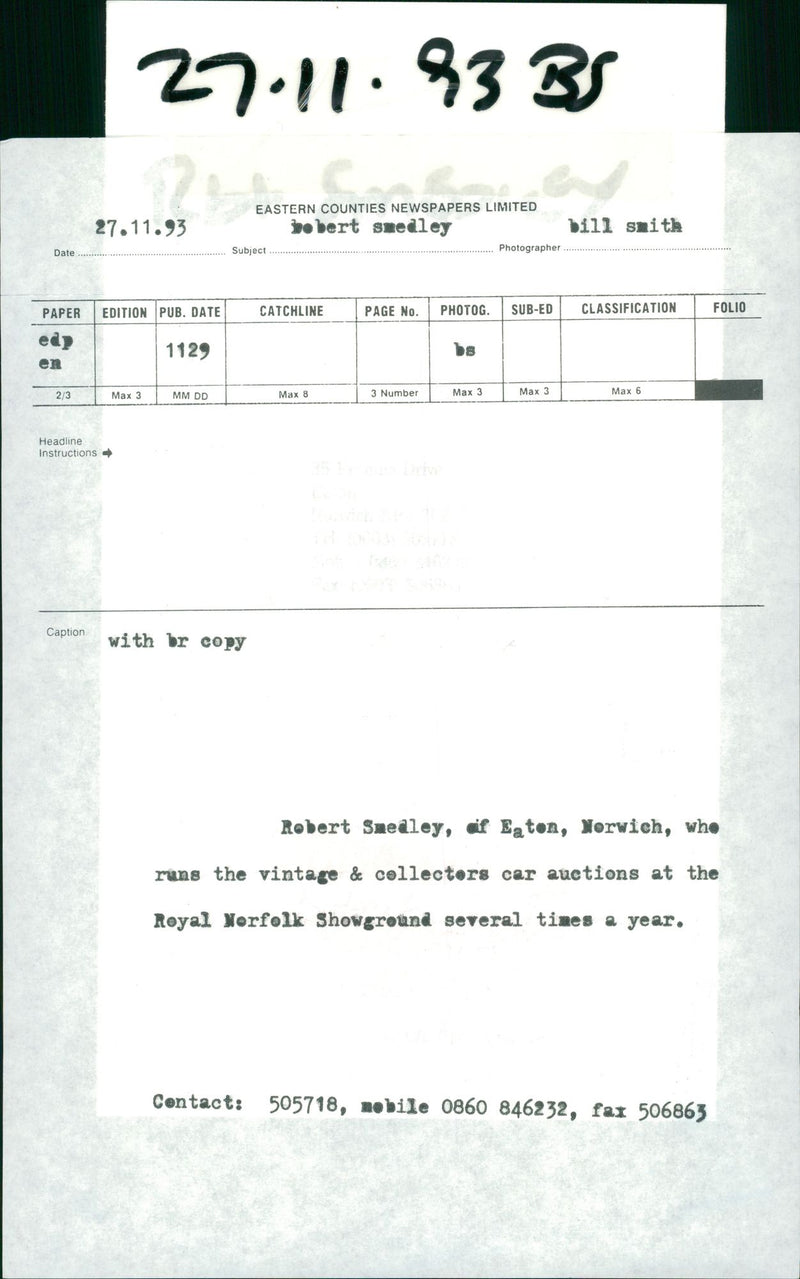 27.11.93 BS
EASTERN COUNTIES NEWSPAPERS LIMITED
Date 27.11.93 Subject robert smedley Photographer bill smith
PAPER EDITION PUB. DATE CATCHLINE PAGE No. PHOTOG. SUB-ED CLASSIFICATION FOLIO
edp
en 1129 bs
2/3 Max 3 MM DD Max 8 3 Number Max 3 Max 3 Max 6
Headline
Instructions
Caption with br copy
Robert Smedley, of Eaton, Norwich, who
runs the vintage & collectors car auctions at the
Royal Norfolk Showground several times a year.
Contact: 505718, mobile 0860 846232, fax 506863